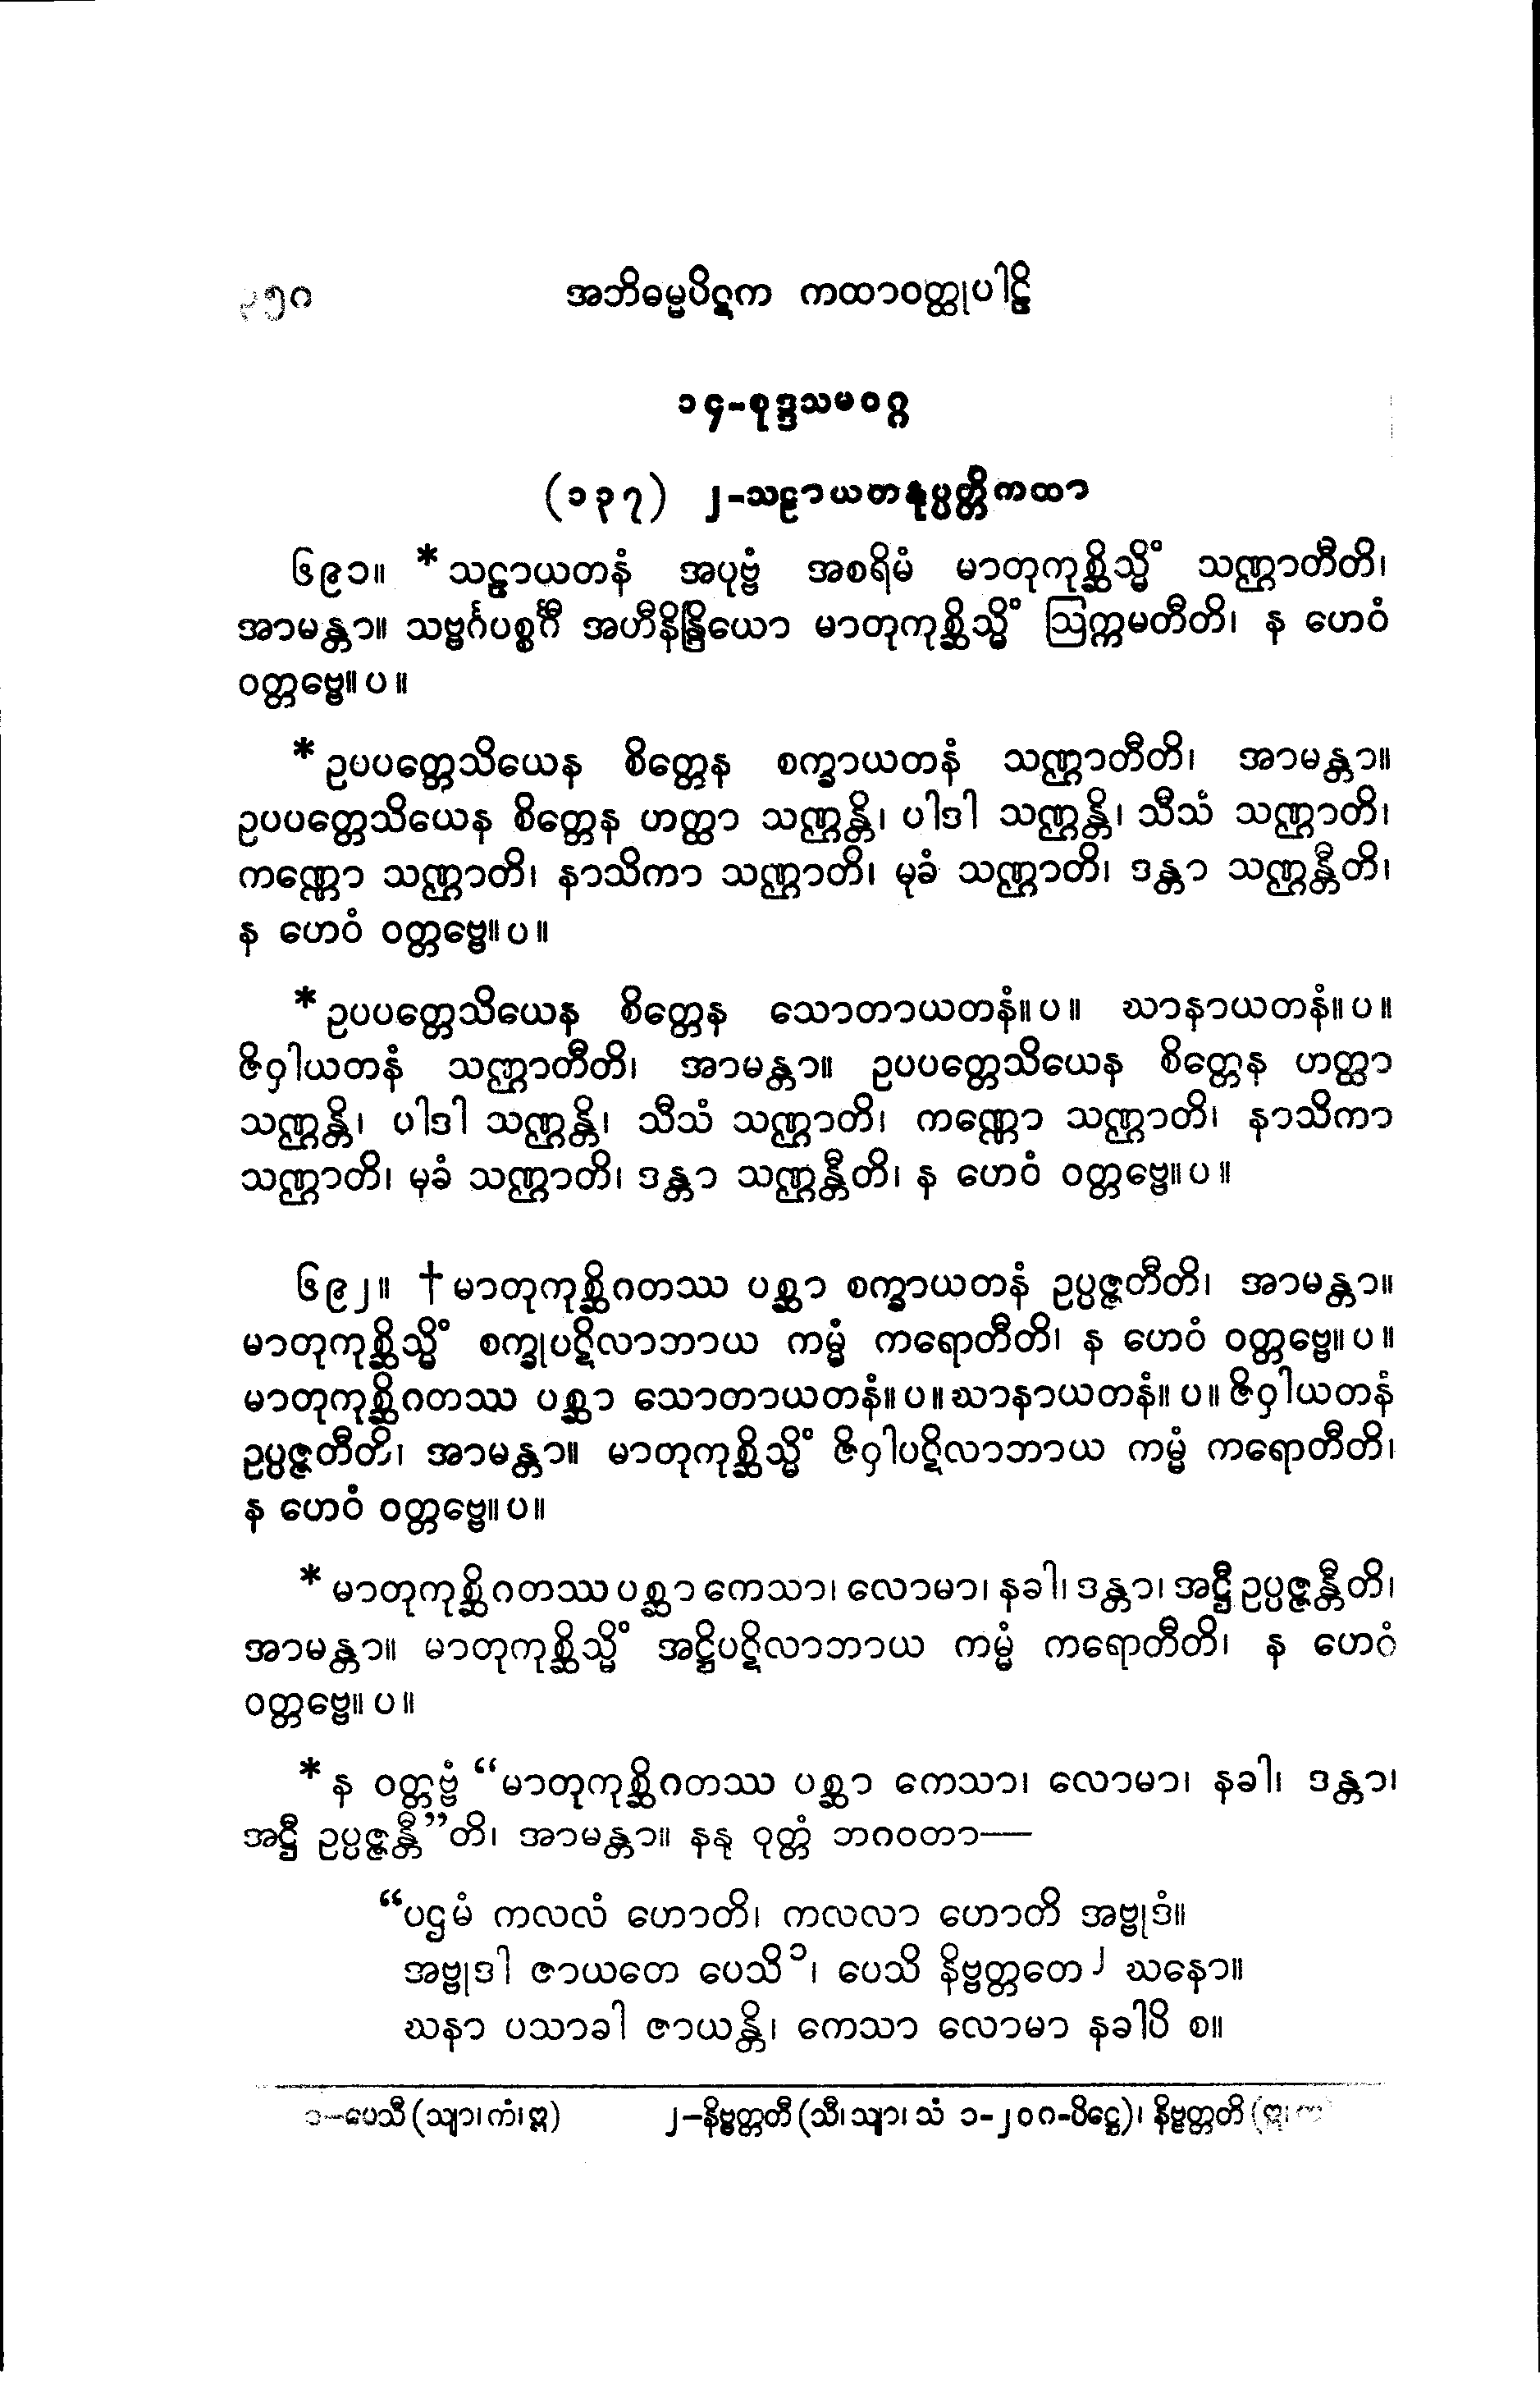 ၃၅၀ အဘိဓမ္မပိဋက ကထာဝတ္ထုပါဠိ
၁၄-စုဒ္ဒသမဝဂ္ဂ
(၁၃၇) ၂-သဠာယတနုပ္ပတ္တိကထာ
၆၉၁။ *သဠာယတနံ အပုဗ္ဗံ အစရိမံ မာတုကုစ္ဆိသ္မိံ သဏ္ဌာတီတိ၊
အာမန္တာ။ သဗ္ဗင်္ဂပစ္စင်္ဂီ အဟီနိန္ဒြိယော မာတုကုစ္ဆိသ္မိံ ဩက္ကမတီတိ၊ န ဟေဝံ
ဝတ္တဗ္ဗေ။ပ။
*ဥပပတ္တေသိယေန စိတ္တေန စက္ခာယတနံ သဏ္ဌာတီတိ၊ အာမန္တာ။
ဥပပတ္တေသိယေန စိတ္တေန ဟတ္ထာ သဏ္ဌန္တိ၊ ပါဒါ သဏ္ဌန္တိ၊ သီသံ သဏ္ဌာတိ၊
ကဏ္ဏော သဏ္ဌာတိ၊ နာသိကာ သဏ္ဌာတိ၊ မုခံ သဏ္ဌာတိ၊ ဒန္တာ သဏ္ဌန္တီတိ၊
န ဟေဝံ ဝတ္တဗ္ဗေ။ပ။
*ဥပပတ္တေသိယေန စိတ္တေန သောတာယတနံ။ပ။ ဃာနာယတနံ။ပ။
ဇိဝှါယတနံ သဏ္ဌာတီတိ၊ အာမန္တာ။ ဥပပတ္တေသိယေန စိတ္တေန ဟတ္ထာ
သဏ္ဌန္တိ၊ ပါဒါ သဏ္ဌန္တိ၊ သီသံ သဏ္ဌာတိ၊ ကဏ္ဏော သဏ္ဌာတိ၊ နာသိကာ
သဏ္ဌာတိ၊ မုခံ သဏ္ဌာတိ၊ ဒန္တာ သဏ္ဌန္တီတိ၊ န ဟေဝံ ဝတ္တဗ္ဗေ။ပ။
၆၉၂။ †မာတုကုစ္ဆိဂတဿ ပစ္ဆာ စက္ခာယတနံ ဥပ္ပဇ္ဇတီတိ၊ အာမန္တာ။
မာတုကုစ္ဆိသ္မိံ စက္ခုပဋိလာဘာယ ကမ္မံ ကရောတီတိ၊ န ဟေဝံ ဝတ္တဗ္ဗေ။ပ။
မာတုကုစ္ဆိဂတဿ ပစ္ဆာ သောတာယတနံ။ပ။ဃာနာယတနံ။ပ။ဇိဝှါယတနံ
ဥပ္ပဇ္ဇတီတိ၊ အာမန္တာ။ မာတုကုစ္ဆိသ္မိံ ဇိဝှါပဋိလာဘာယ ကမ္မံ ကရောတီတိ၊
န ဟေဝံ ဝတ္တဗ္ဗေ။ပ။
*မာတုကုစ္ဆိဂတဿ ပစ္ဆာ ကေသာ၊ လောမာ၊ နခါ၊ ဒန္တာ၊ အဋ္ဌီ ဥပ္ပဇ္ဇန္တီတိ၊
အာမန္တာ။ မာတုကုစ္ဆိသ္မိံ အဋ္ဌိပဋိလာဘာယ ကမ္မံ ကရောတီတိ၊ န ဟေဝံ
ဝတ္တဗ္ဗေ။ပ။
*န ဝတ္တဗ္ဗံ “မာတုကုစ္ဆိဂတဿ ပစ္ဆာ ကေသာ၊ လောမာ၊ နခါ၊ ဒန္တာ၊
အဋ္ဌီ ဥပ္ပဇ္ဇန္တီ”တိ၊ အာမန္တာ။ နနု ဝုတ္တံ ဘဂဝတာ—
“ပဌမံ ကလလံ ဟောတိ၊ ကလလာ ဟောတိ အဗ္ဗုဒံ။
အဗ္ဗုဒါ ဇာယတေ ပေသိ၁၊ ပေသိ နိဗ္ဗတ္တတေ၂ ဃနော။
ဃနာ ပသာခါ ဇာယန္တိ၊ ကေသာ လောမာ နခါပိ စ။
၁—ပေသီ (သျာ၊ ကံ၊ ဣ) ၂—နိဗ္ဗတ္တတီ (သီ၊ သျာ၊ သံ ၁-၂၀၈-ပိဋ္ဌေ)၊ နိဗ္ဗတ္တတိ